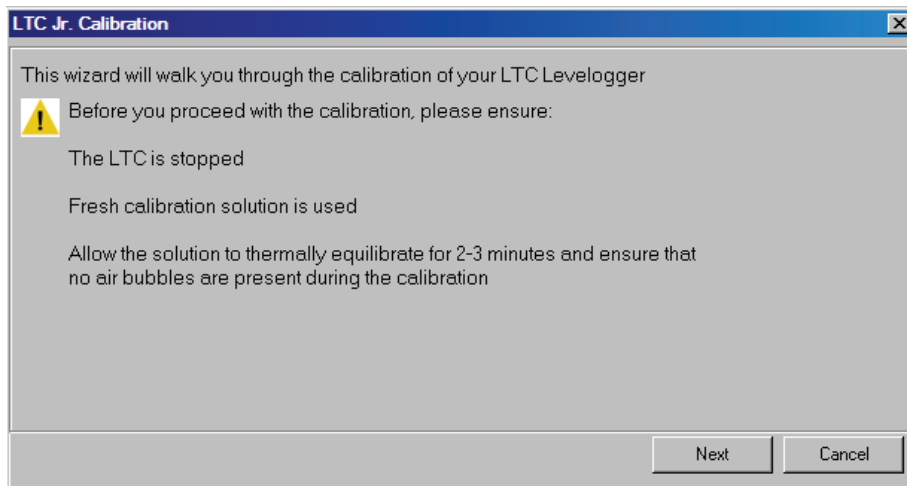 LTC Jr. Calibration
This wizard will walk you through the calibration of your LTC Levelogger
Before you proceed with the calibration, please ensure:
The LTC is stopped
Fresh calibration solution is used
Allow the solution to thermally equilibrate for 2-3 minutes and ensure that
no air bubbles are present during the calibration
Next
Cancel